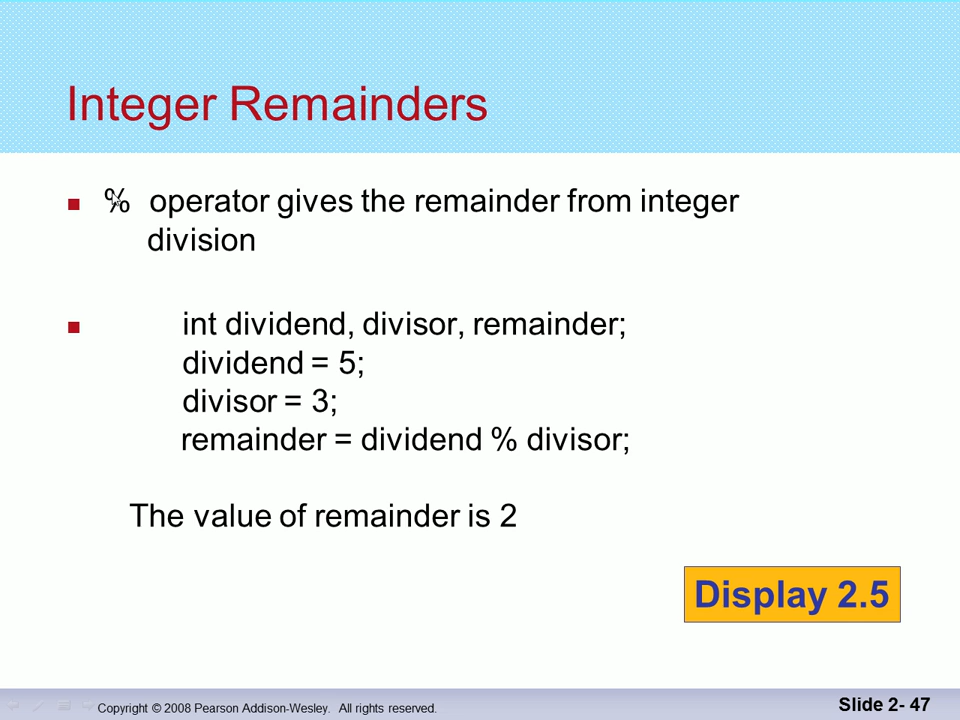 Integer Remainders
% operator gives the remainder from integer
division
int dividend, divisor, remainder;
dividend = 5;
divisor = 3;
remainder = dividend % divisor;
The value of remainder is 2
Display 2.5
Copyright © 2008 Pearson Addison-Wesley. All rights reserved.
Slide 2- 47